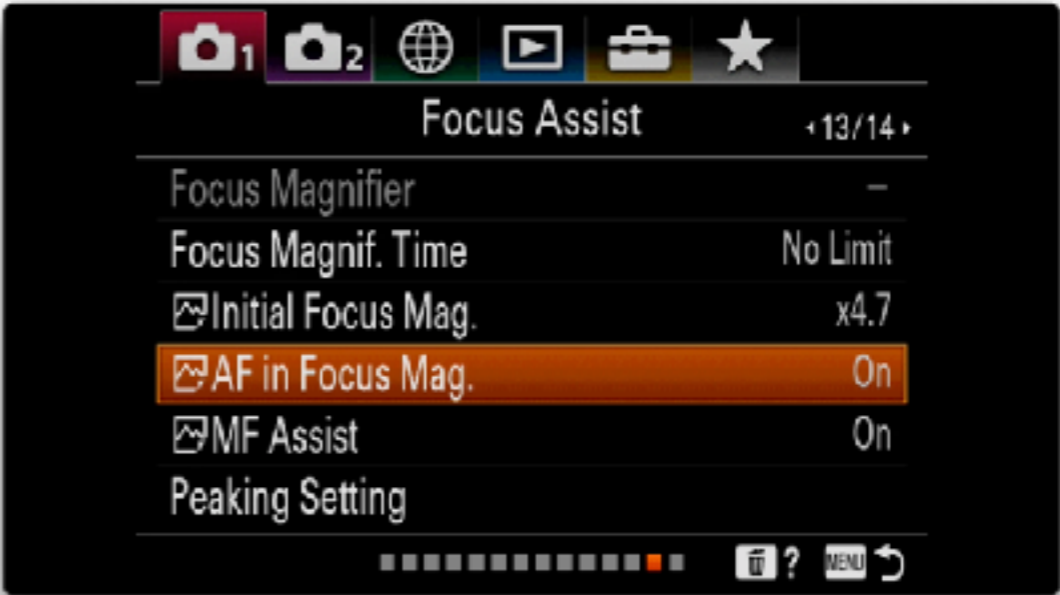 1 2
Focus Assist 13/14
Focus Magnifier –
Focus Magnif. Time No Limit
Initial Focus Mag. x4.7
AF in Focus Mag. On
MF Assist On
Peaking Setting
? MENU